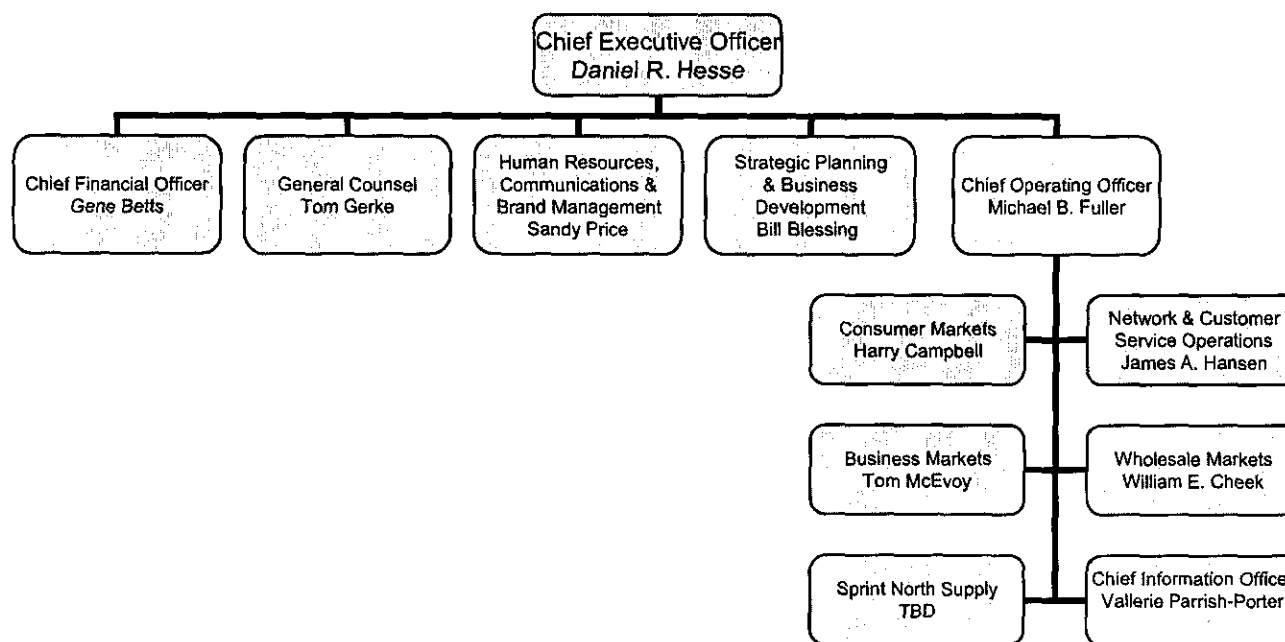 Chief Executive Officer
Daniel R. Hesse
Chief Financial Officer
Gene Betts
General Counsel
Tom Gerke
Human Resources,
Communications &
Brand Management
Sandy Price
Strategic Planning
& Business
Development
Bill Blessing
Chief Operating Officer
Michael B. Fuller
Consumer Markets
Harry Campbell
Network & Customer
Service Operations
James A. Hansen
Business Markets
Tom McEvoy
Wholesale Markets
William E. Cheek
Sprint North Supply
TBD
Chief Information Office
Vallerie Parrish-Porter